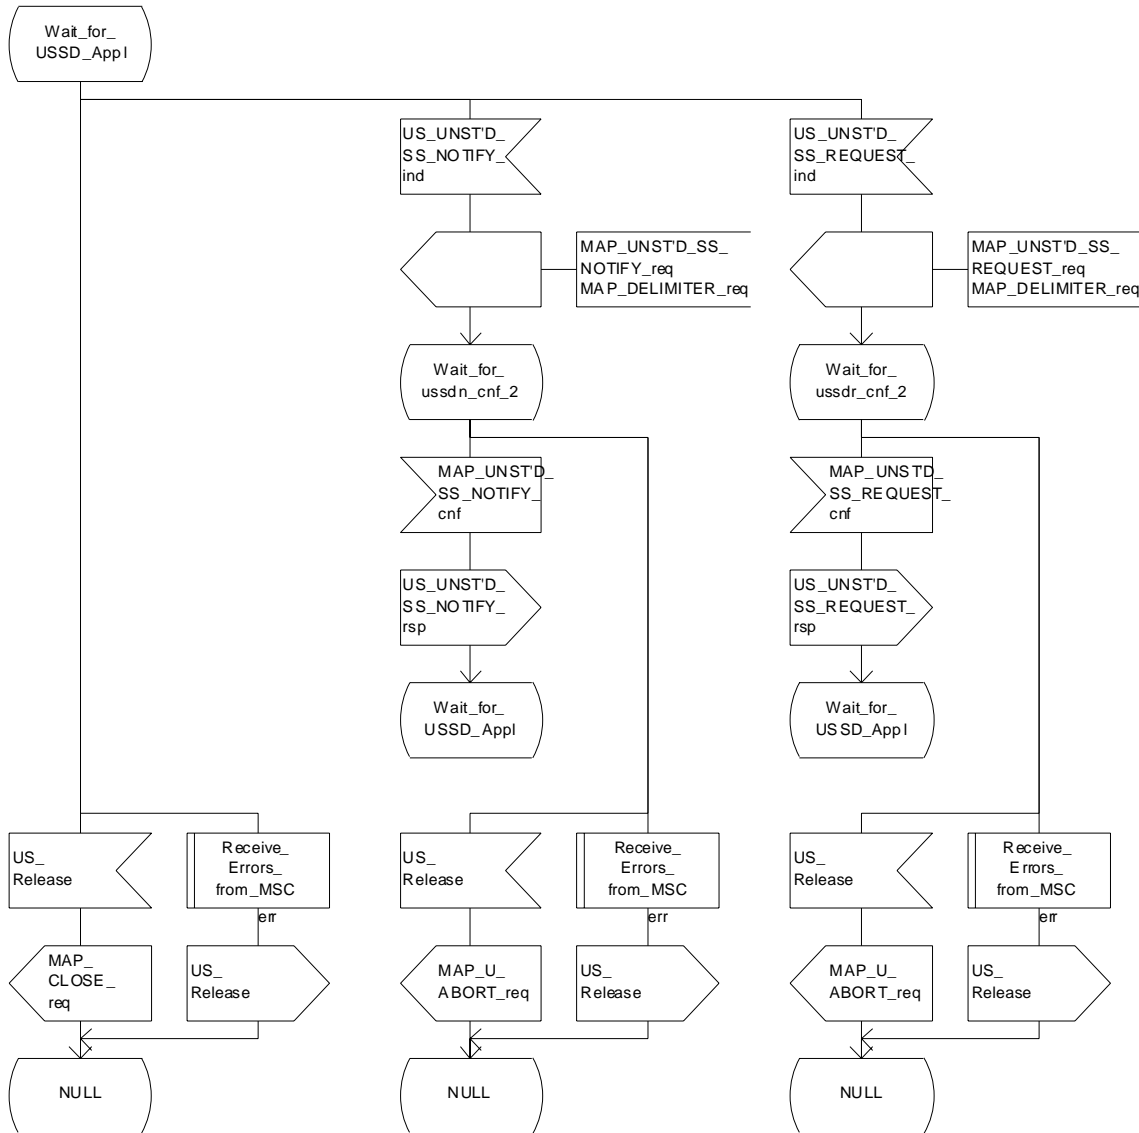 Wait_for_
USSD_Appl
US_UNST'D_
SS_NOTIFY_
ind
US_UNST'D_
SS_REQUEST_
ind
MAP_UNST'D_SS_
NOTIFY_req
MAP_DELIMITER_req
MAP_UNST'D_SS_
REQUEST_req
MAP_DELIMITER_req
Wait_for_
ussdn_cnf_2
Wait_for_
ussdr_cnf_2
MAP_UNST'D_
SS_NOTIFY_
cnf
MAP_UNST'D_
SS_REQUEST_
cnf
US_UNST'D_
SS_NOTIFY_
rsp
US_UNST'D_
SS_REQUEST_
rsp
Wait_for_
USSD_Appl
Wait_for_
USSD_Appl
US_
Release
Receive_
Errors_
from_MSC
err
US_
Release
Receive_
Errors_
from_MSC
err
US_
Release
Receive_
Errors_
from_MSC
err
MAP_
CLOSE_
req
US_
Release
MAP_U_
ABORT_req
US_
Release
MAP_U_
ABORT_req
US_
Release
NULL
NULL
NULL